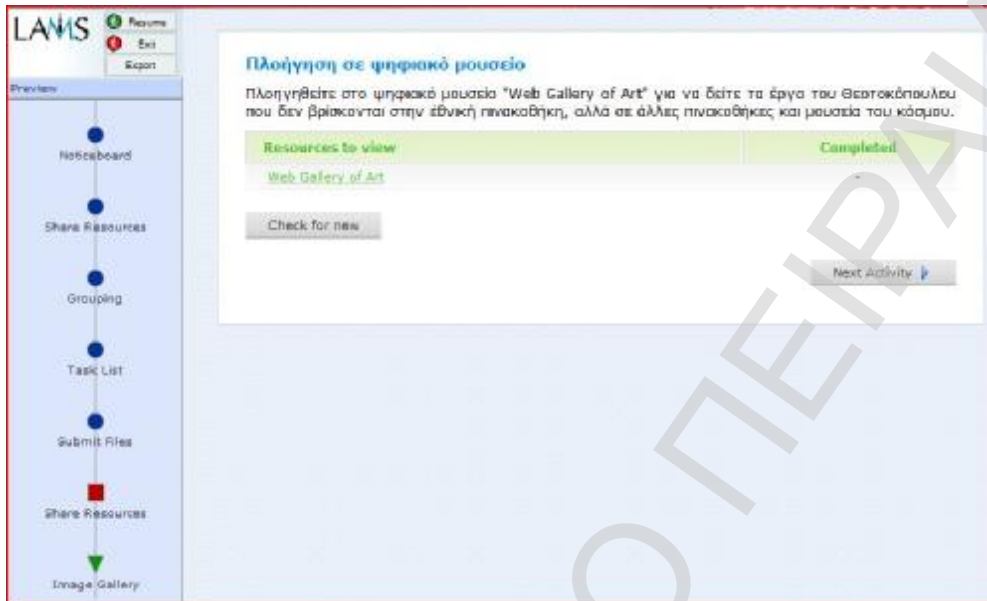 LAMS
Resume
Exit
Export
Preview
Noticeboard
Share Resources
Grouping
Task List
Submit Files
Share Resources
Image Gallery
Πλοήγηση σε ψηφιακό μουσείο
Πλοηγηθείτε στο ψηφιακό μουσείο "Web Gallery of Art" για να δείτε τα έργα του Θεοτοκόπουλου
που δεν βρίσκονται στην έθνική πινακοθήκη, αλλά σε άλλες πινακοθήκες και μουσεία του κόσμου.
Resources to view Completed
Web Gallery of Art -
Check for new
Next Activity
Ο ΠΕΙΡΑ